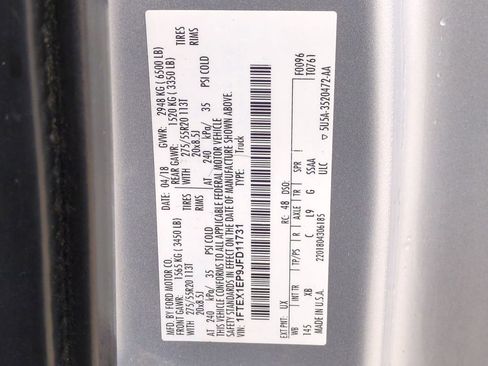 MFD. BY FORD MOTOR CO.
DATE: 04/18 GVWR: 2948 KG ( 6500 LB)
FRONT GAWR: 1565 KG ( 3450 LB) REAR GAWR: 1520 KG ( 3350 LB)
WITH 275/55R20 113T TIRES WITH 275/55R20 113T TIRES
20x8.5J RIMS 20x8.5J RIMS
AT 240 kPa/ 35 PSI COLD AT 240 kPa/ 35 PSI COLD
THIS VEHICLE CONFORMS TO ALL APPLICABLE FEDERAL MOTOR VEHICLE
SAFETY STANDARDS IN EFFECT ON THE DATE OF MANUFACTURE SHOWN ABOVE.
VIN: 1FTEX1EP9JFD11731 TYPE: Truck
F0096
T0761
EXT PNT: UX RC: 48 DSO:
WB INT TR TP/PS R AXLE TR SPR ▽ 5U5A-3520472-AA
145 XB C L9 G SSAA
2201804306185 ULC
MADE IN U.S.A.